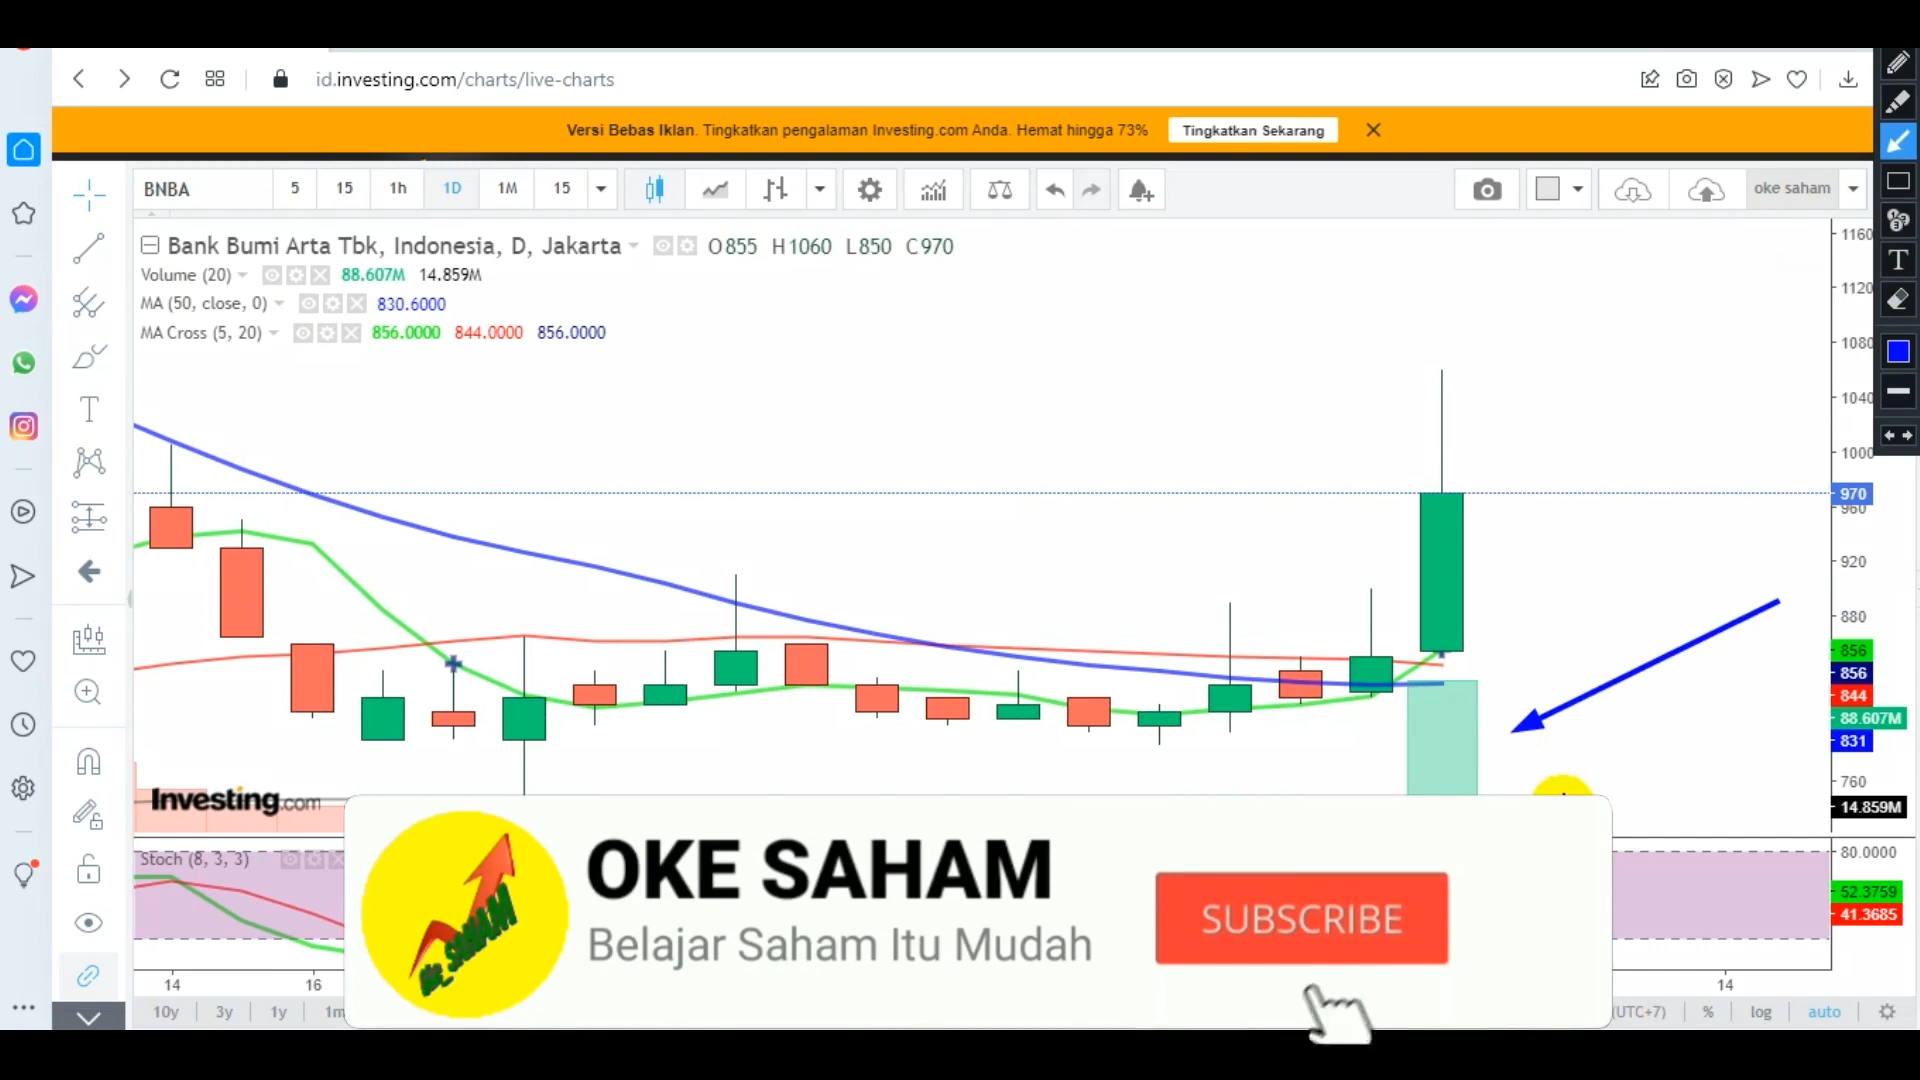 id.investing.com/charts/live-charts
Versi Bebas Iklan. Tingkatkan pengalaman Investing.com Anda. Hemat hingga 73% Tingkatkan Sekarang
BNBA 5 15 1h 1D 1M 15 oke saham
Bank Bumi Arta Tbk, Indonesia, D, Jakarta O855 H1060 L850 C970
Volume (20) 88.607M 14.859M
MA (50, close, 0) 830.6000
MA Cross (5, 20) 856.0000 844.0000 856.0000
1160
1120
1080
1040
1000
970
960
920
880
856
856
844
88.607M
831
760
14.859M
Investing.com
Stoch (8, 3, 3)
80.0000
52.3759
41.3685
OKE SAHAM
Belajar Saham Itu Mudah
SUBSCRIBE
oke SAHAM
14 16 14
10y 3y 1y 1m (UTC+7) % log auto